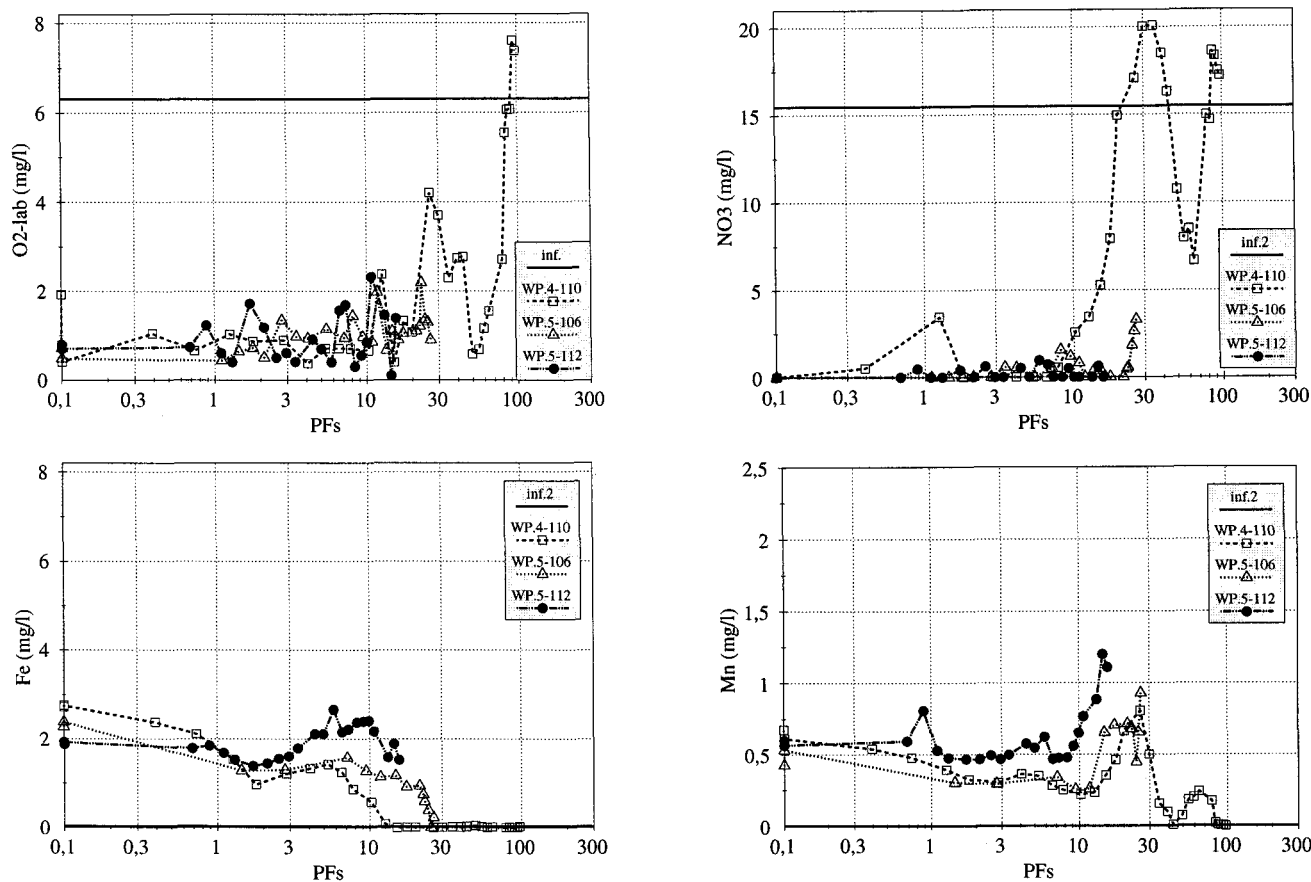 O2-lab (mg/l)
8
6
4
2
0
0,1
0,3
1
3
10
30
100
300
PFs
inf.
WP.4-110
WP.5-106
WP.5-112
NO3 (mg/l)
20
15
10
5
0
0,1
0,3
1
3
10
30
100
300
PFs
inf.2
WP.4-110
WP.5-106
WP.5-112
Fe (mg/l)
8
6
4
2
0
0,1
0,3
1
3
10
30
100
300
PFs
inf.2
WP.4-110
WP.5-106
WP.5-112
Mn (mg/l)
2,5
2
1,5
1
0,5
0
0,1
0,3
1
3
10
30
100
300
PFs
inf.2
WP.4-110
WP.5-106
WP.5-112